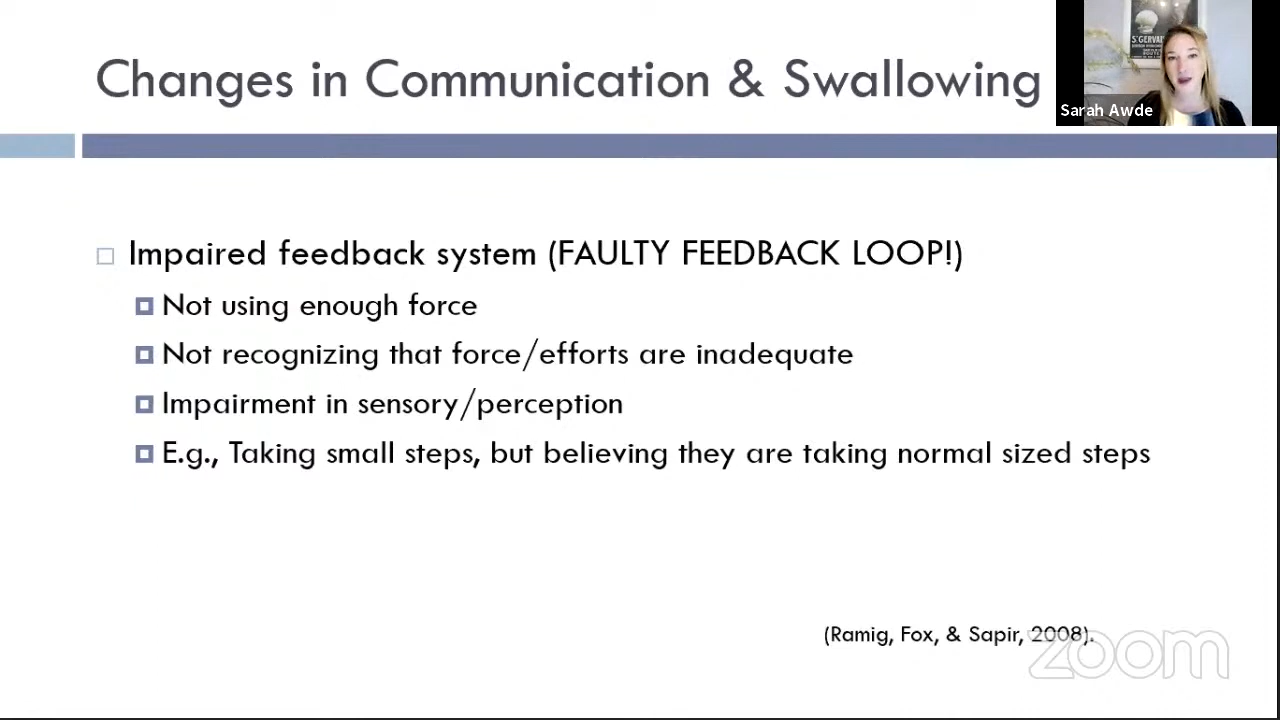 Changes in Communication & Swallowing
S^T GERVAI
Sarah Awde
Impaired feedback system (FAULTY FEEDBACK LOOP!)
Not using enough force
Not recognizing that force/efforts are inadequate
Impairment in sensory/perception
E.g., Taking small steps, but believing they are taking normal sized steps
(Ramig, Fox, & Sapir, 2008).
zoom